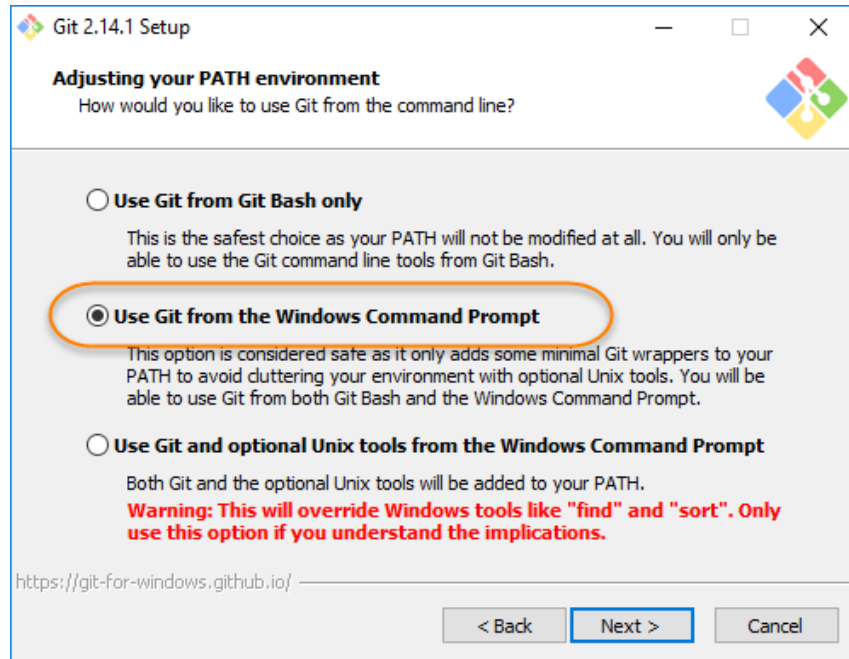 Git 2.14.1 Setup
Adjusting your PATH environment
How would you like to use Git from the command line?
Use Git from Git Bash only
This is the safest choice as your PATH will not be modified at all. You will only be
able to use the Git command line tools from Git Bash.
Use Git from the Windows Command Prompt
This option is considered safe as it only adds some minimal Git wrappers to your
PATH to avoid cluttering your environment with optional Unix tools. You will be
able to use Git from both Git Bash and the Windows Command Prompt.
Use Git and optional Unix tools from the Windows Command Prompt
Both Git and the optional Unix tools will be added to your PATH.
Warning: This will override Windows tools like "find" and "sort". Only
use this option if you understand the implications.
https://git-for-windows.github.io/
< Back
Next >
Cancel